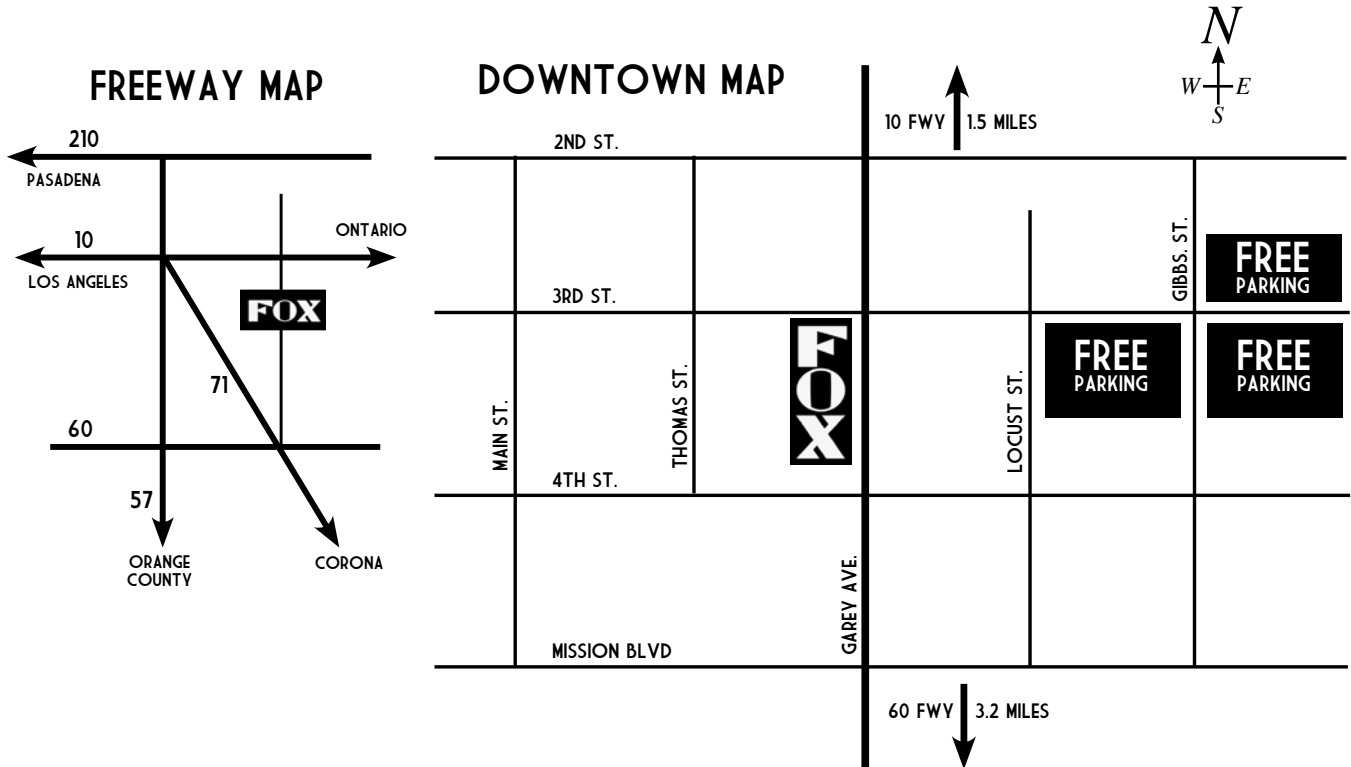 FREEWAY MAP
210
PASADENA
10
ONTARIO
LOS ANGELES
FOX
71
60
57
ORANGE
COUNTY
CORONA
DOWNTOWN MAP
N
W E
S
10 FWY 1.5 MILES
2ND ST.
GIBBS. ST.
FREE
PARKING
3RD ST.
FOX
FREE
PARKING
FREE
PARKING
MAIN ST.
THOMAS ST.
LOCUST ST.
4TH ST.
GAREY AVE.
MISSION BLVD
60 FWY 3.2 MILES